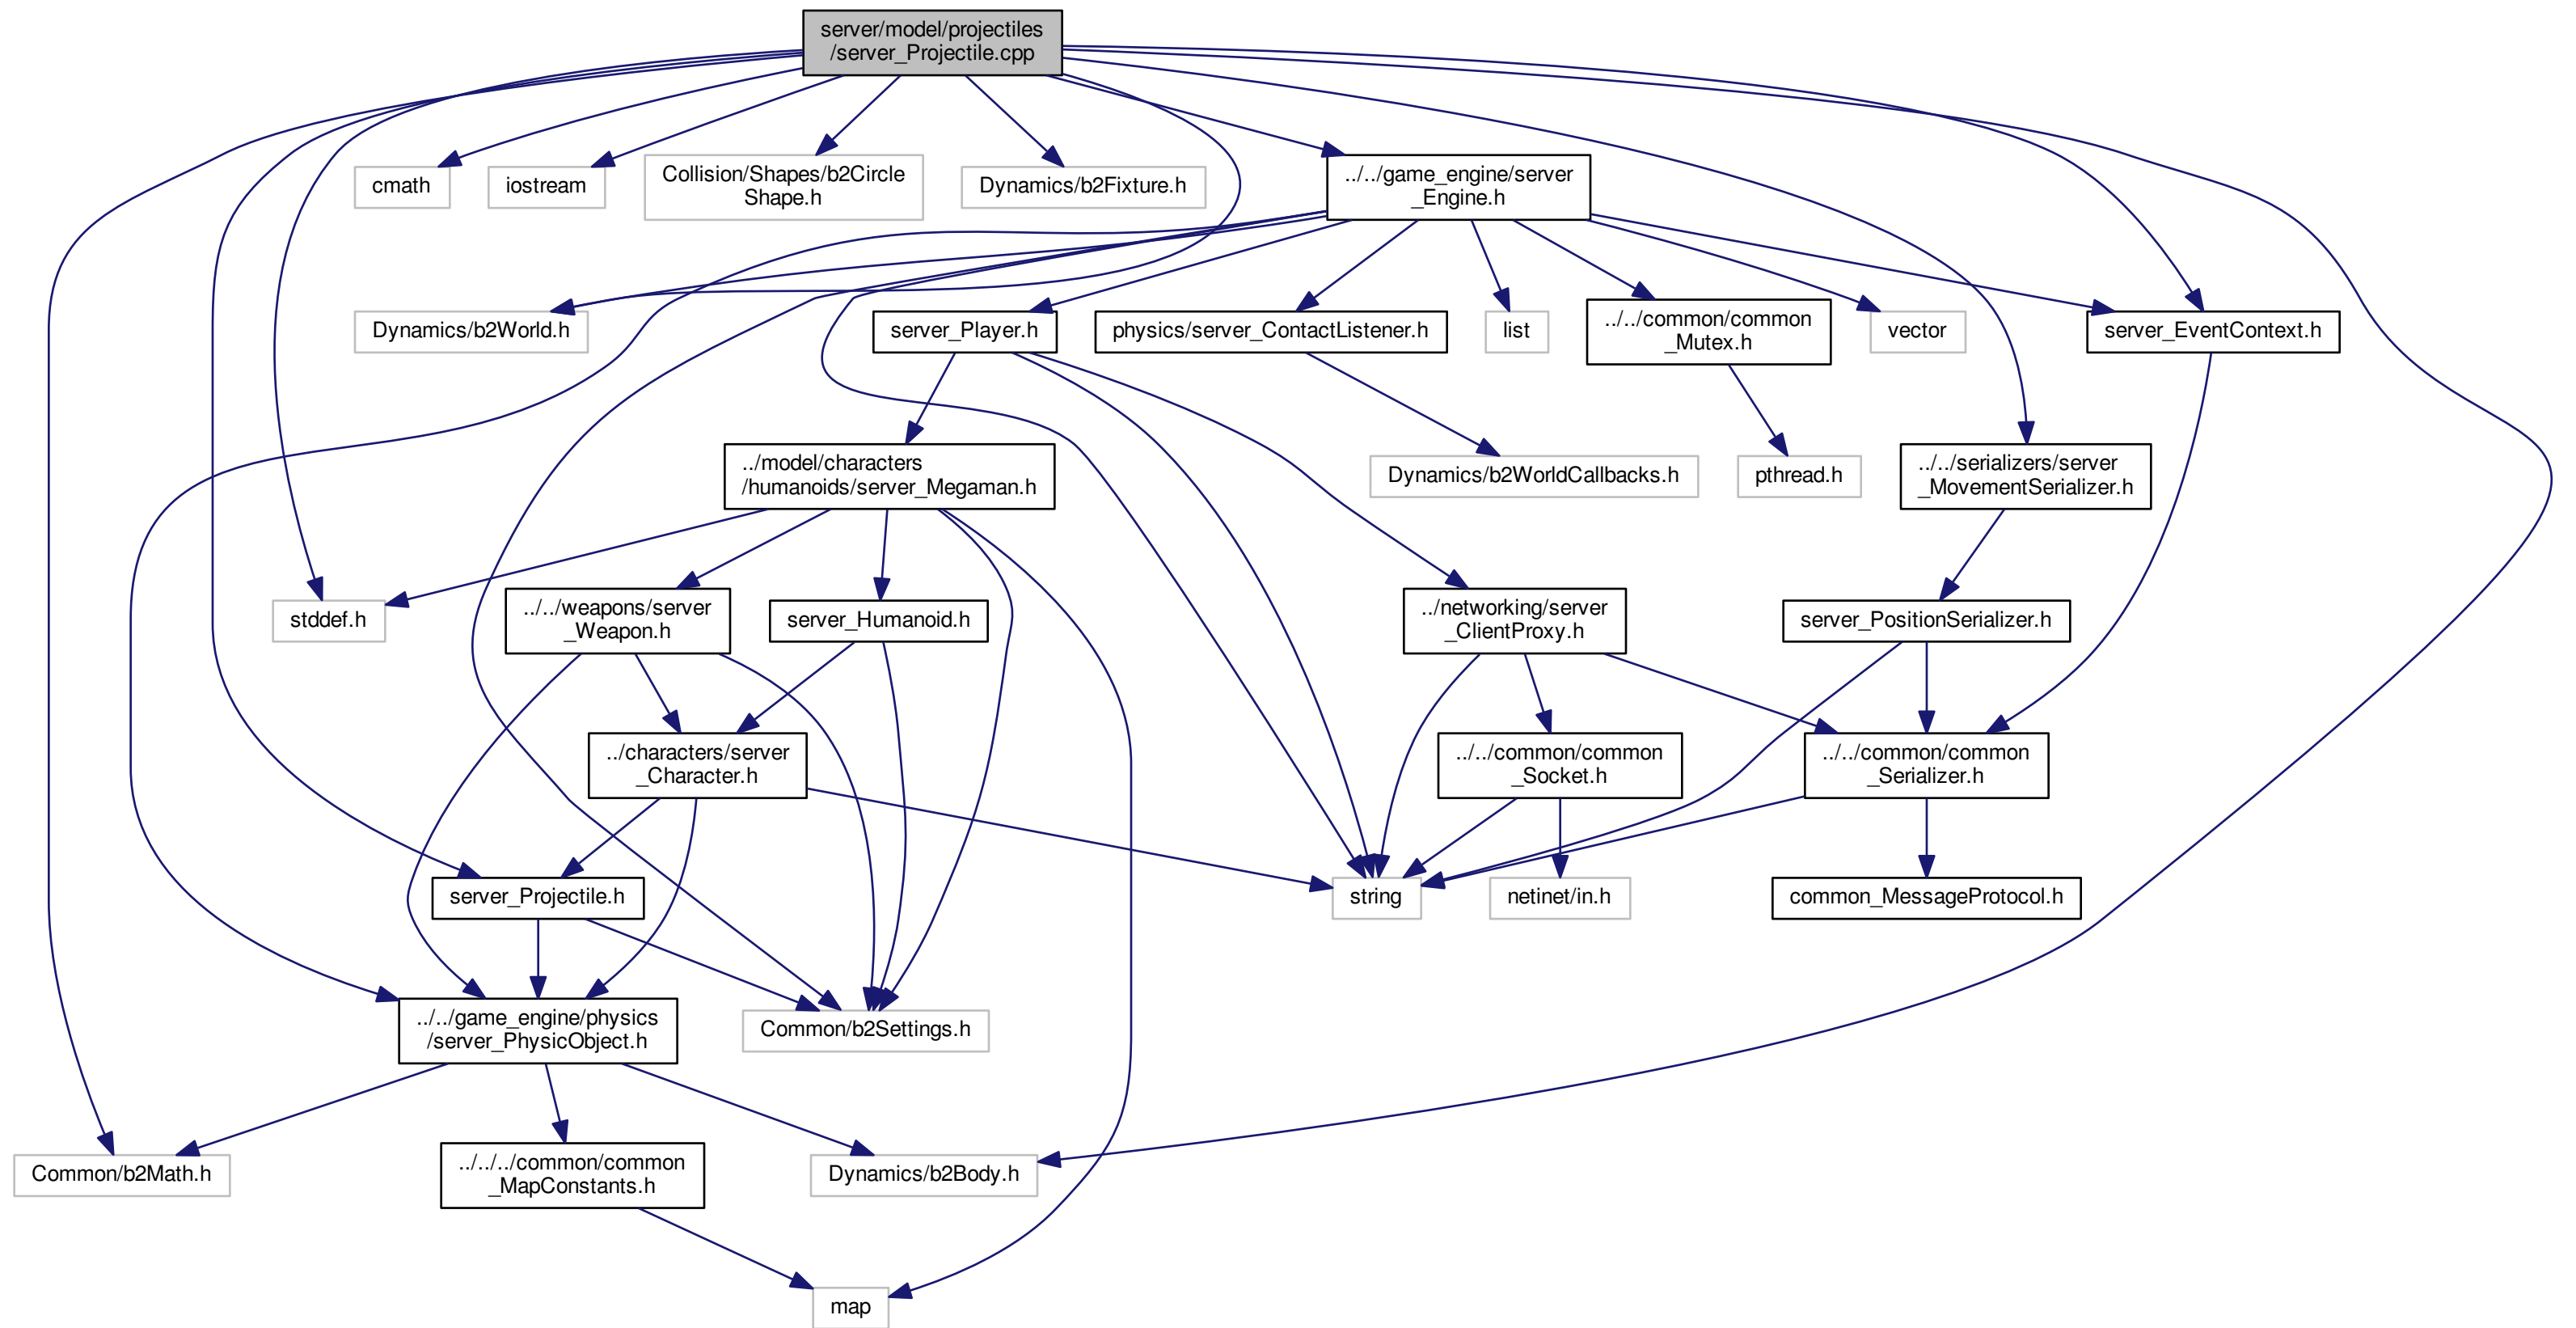 server/model/projectiles
/server_Projectile.cpp
cmath
iostream
Collision/Shapes/b2Circle
Shape.h
Dynamics/b2Fixture.h
../../game_engine/server
_Engine.h
Dynamics/b2World.h
server_Player.h
physics/server_ContactListener.h
list
../../common/common
_Mutex.h
vector
server_EventContext.h
../model/characters
/humanoids/server_Megaman.h
Dynamics/b2WorldCallbacks.h
pthread.h
../../serializers/server
_MovementSerializer.h
stddef.h
../../weapons/server
_Weapon.h
server_Humanoid.h
../networking/server
_ClientProxy.h
server_PositionSerializer.h
../characters/server
_Character.h
../../common/common
_Socket.h
../../common/common
_Serializer.h
server_Projectile.h
string
netinet/in.h
common_MessageProtocol.h
../../game_engine/physics
/server_PhysicObject.h
Common/b2Settings.h
Common/b2Math.h
../../../common/common
_MapConstants.h
Dynamics/b2Body.h
map